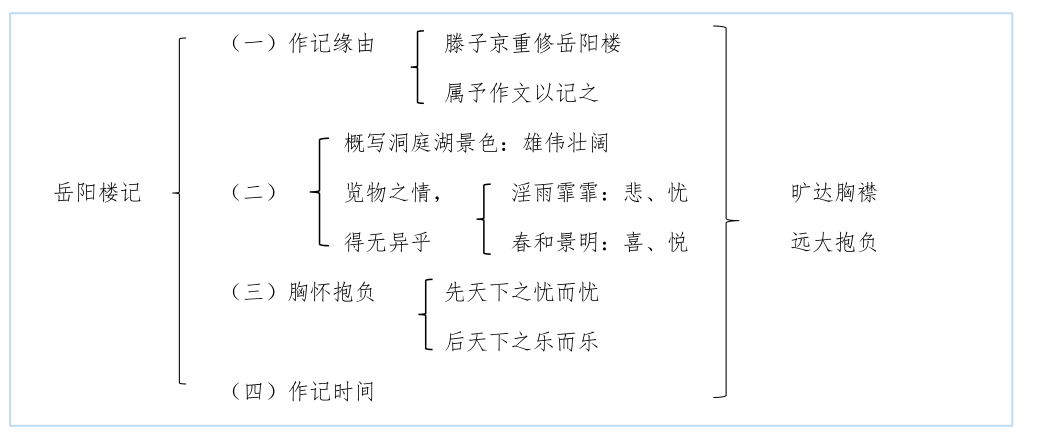 （一）作记缘由 滕子京重修岳阳楼
属予作文以记之
概写洞庭湖景色：雄伟壮阔
岳阳楼记 （二） 览物之情， 淫雨霏霏：悲、忧 旷达胸襟
得无异乎 春和景明：喜、悦 远大抱负
（三）胸怀抱负 先天下之忧而忧
后天下之乐而乐
（四）作记时间